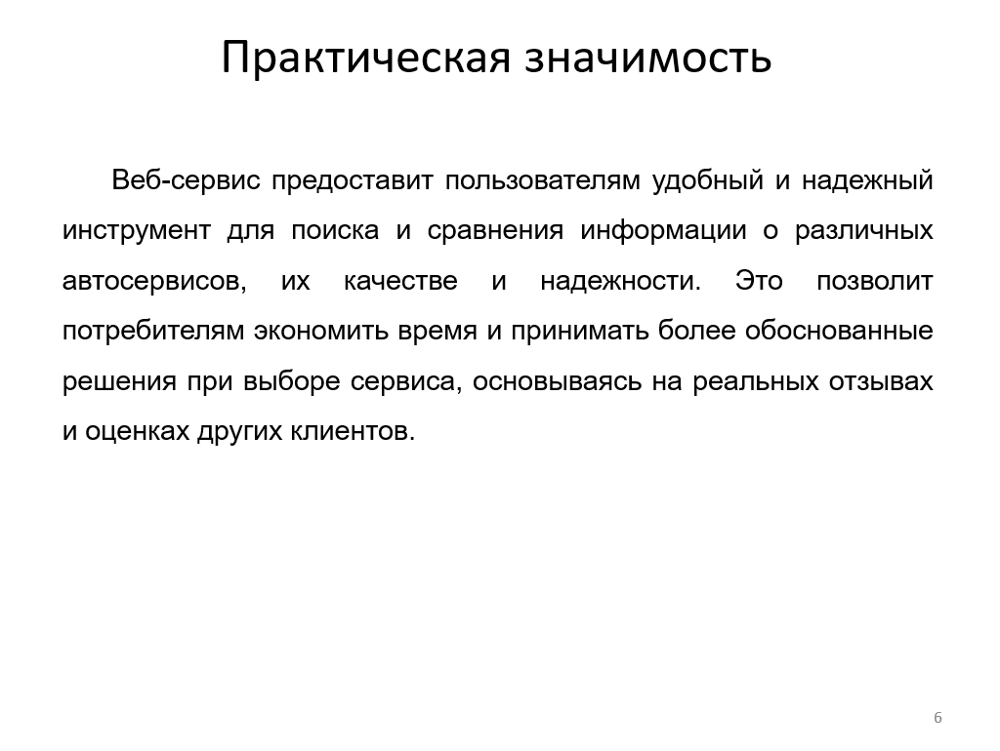 Практическая значимость
Веб-сервис предоставит пользователям удобный и надежный
инструмент для поиска и сравнения информации о различных
автосервисов, их качестве и надежности. Это позволит
потребителям экономить время и принимать более обоснованные
решения при выборе сервиса, основываясь на реальных отзывах
и оценках других клиентов.
6